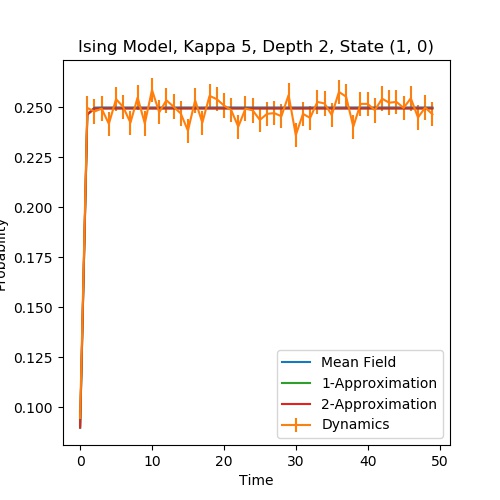 Ising Model, Kappa 5, Depth 2, State (1, 0)
0.250
0.225
0.200
0.175
0.150
0.125
0.100
Probability
0
10
20
30
40
50
Time
Mean Field
1-Approximation
2-Approximation
Dynamics